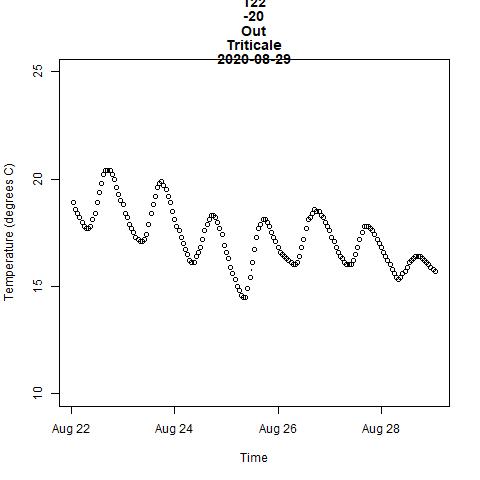 122
-20
Out
Triticale
2020-08-29
Temperature (degrees C)
25
20
15
10
Aug 22
Aug 24
Aug 26
Aug 28
Time